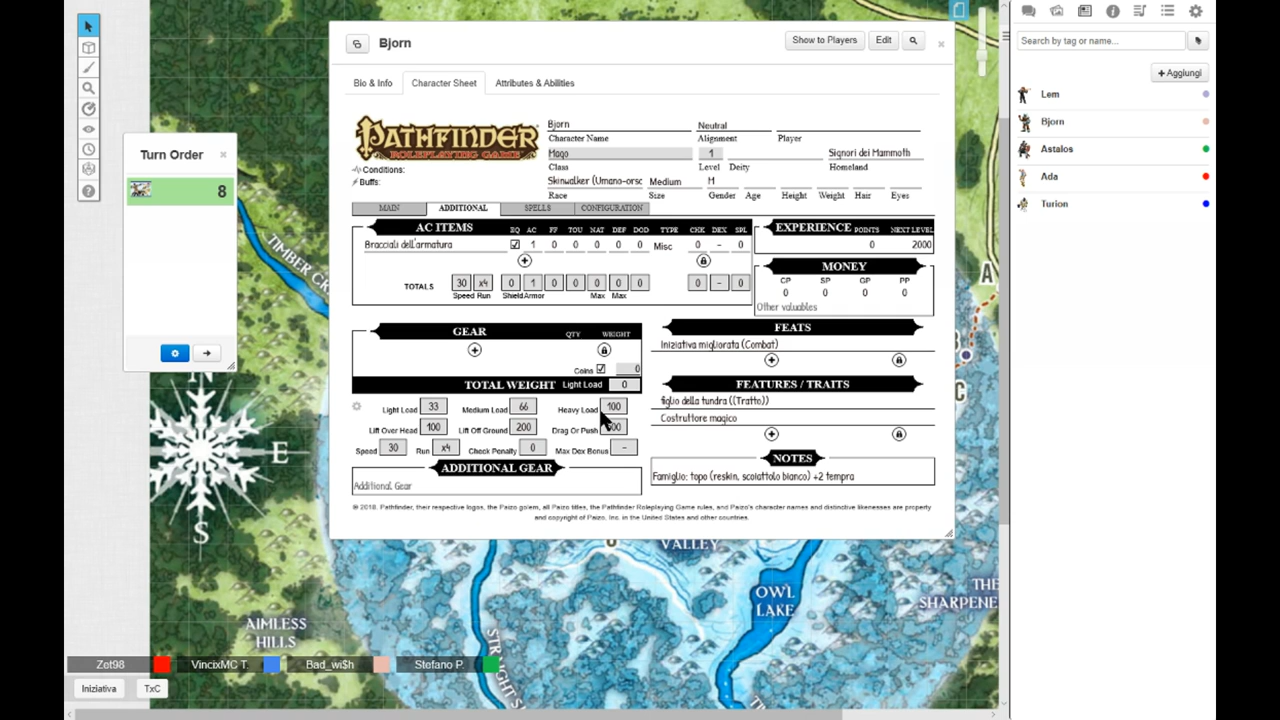 Bjorn
Show to Players
Edit
Bio & Info
Character Sheet
Attributes & Abilities
Search by tag or name...
+ Aggiungi
Lem
Bjorn
Astalos
Ada
Turion
Turn Order
8
PATHFINDER
ROLEPLAYING GAME
Conditions:
Buffs:
Bjorn
Neutral
Character Name
Alignment
Player
Mago
1
Signori dei Mammoth
Class
Level
Deity
Homeland
Skinwalker (Umano-orso
Medium
M
Race
Size
Gender
Age
Height
Weight
Hair
Eyes
MAIN
ADDITIONAL
SPELLS
CONFIGURATION
AC ITEMS
EQ AC FF TOU NAT DEF DOD TYPE CHK DEX SPL
Bracciali dell'armatura
1 0 0 0 0 0 Misc 0 - 0
TOTALS
30 x4 0 1 0 0 0 0 0 0 - 0
Speed Run Shield Armor Max Max
EXPERIENCE POINTS NEXT LEVEL
0 2000
MONEY
CP SP GP PP
0 0 0 0
Other valuables
GEAR QTY WEIGHT
Coins 0
TOTAL WEIGHT Light Load 0
Light Load 33 Medium Load 66 Heavy Load 100
Lift Over Head 100 Lift Off Ground 200 Drag Or Push
Speed 30 Run x4 Check Penalty 0 Max Dex Bonus -
ADDITIONAL GEAR
Additional Gear
FEATS
Iniziativa migliorata (Combat)
FEATURES / TRAITS
figlio della tundra ((Tratto))
Costruttore magico
NOTES
Famiglio: topo (reskin, scoiattolo bianco) +2 tempra
® 2018. Pathfinder, their respective logos, the Paizo golem, all Paizo titles, the Pathfinder Roleplaying Game rules, and Paizo's character names and distinctive likenesses are property
and copyright of Paizo, Inc. in the United States and other countries.
TIMBER
N
E
S
A
C
VALLEY
OWL
LAKE
THE
SHARPENE
AIMLESS
HILLS
Zet98
VincixMC T.
Bad_wi$h
Stefano P.
Iniziativa
TxC